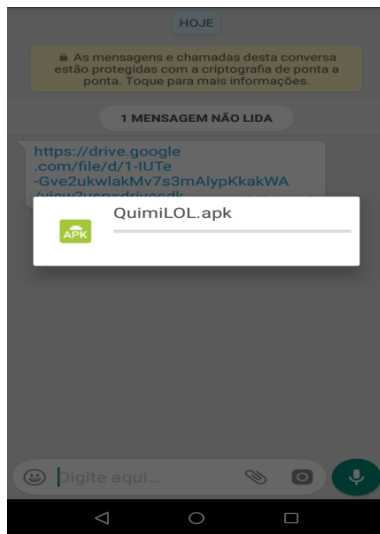 HOJE
As mensagens e chamadas desta conversa
estão protegidas com a criptografia de ponta a
ponta. Toque para mais informações.
1 MENSAGEM NÃO LIDA
https://drive.google
.com/file/d/1-IUTe
-Gve2ukwlakMv7s3mAlypKkakWA
QuimiLOL.apk
APK
Digite aqui...